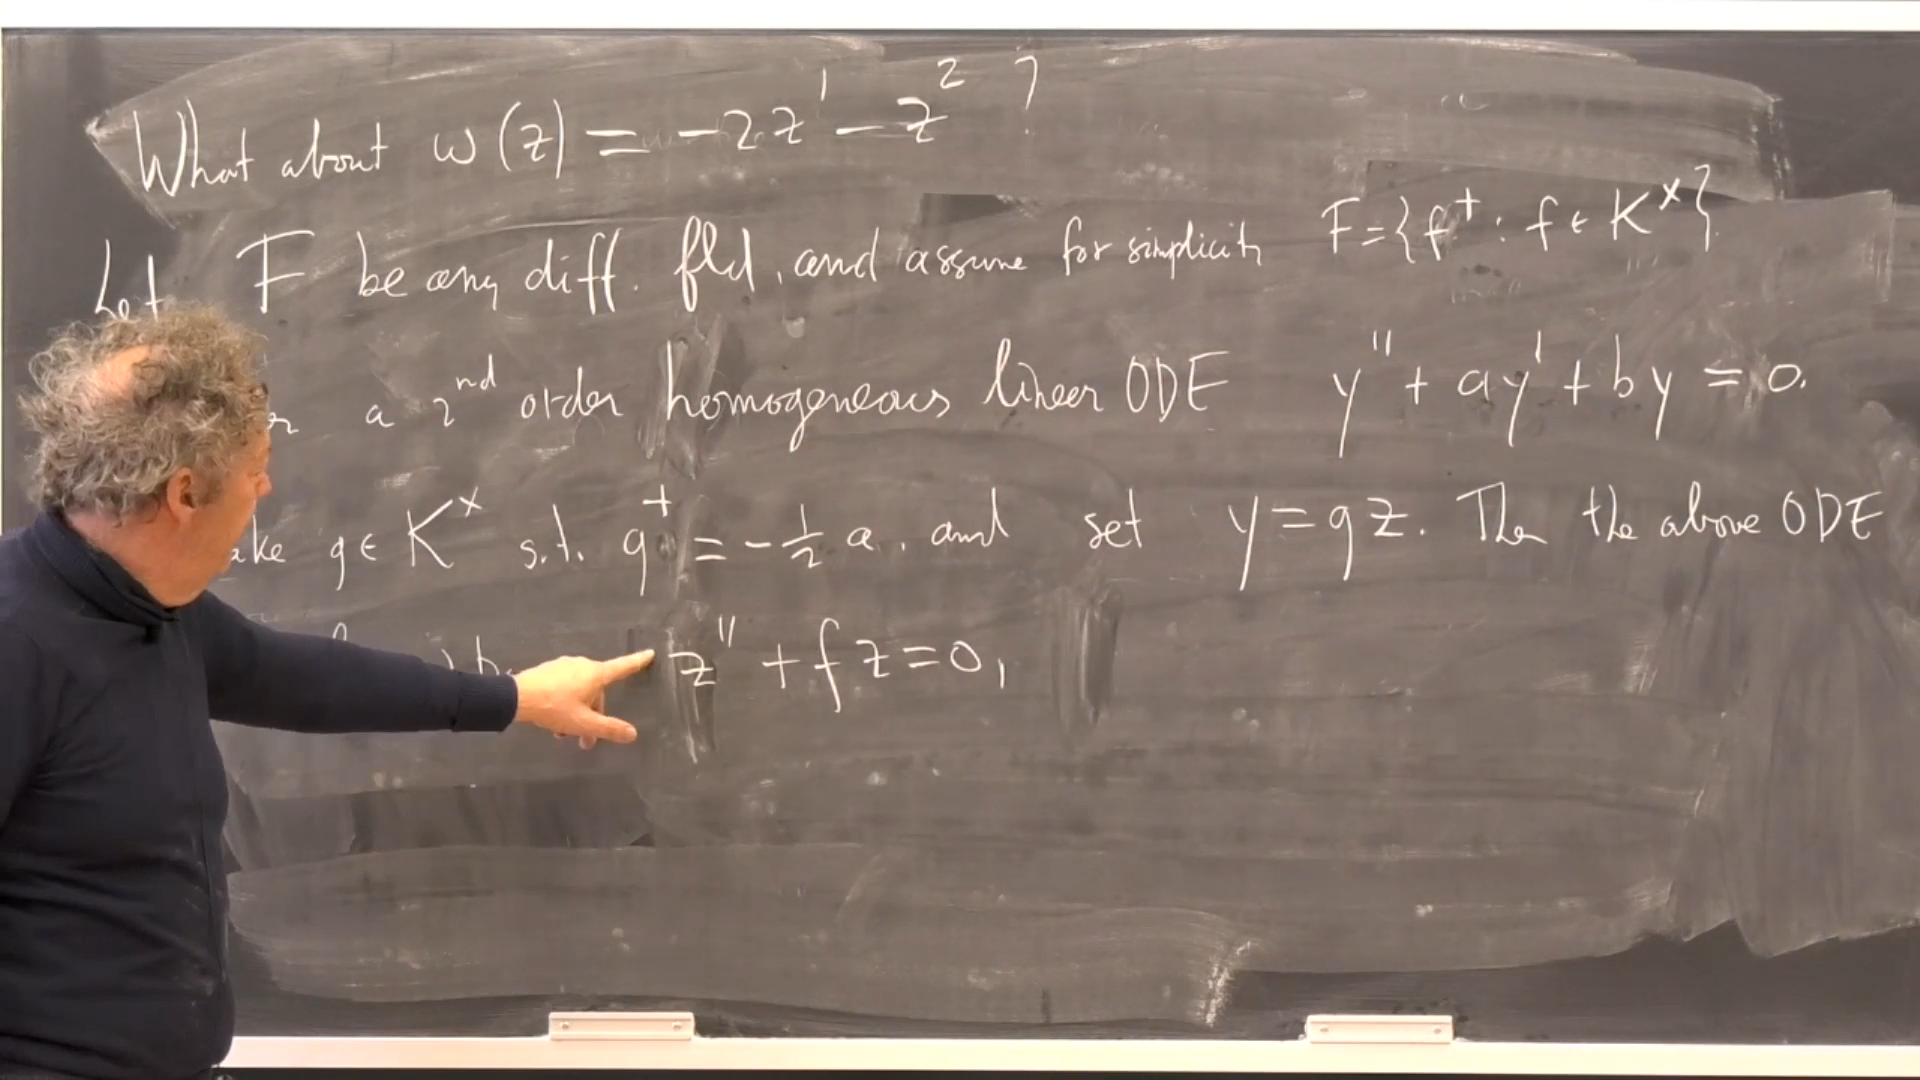 What about ω(z) = -2z' - z² ?
Let F be any diff. fld, and assume for simplicity F={f⁺ : f ∈ K^×}
a 2nd order homogeneous linear ODE y'' + ay' + by = 0.
g ∈ K^× s.t. g⁺ = -½ a, and set y = gz. Then the above ODE
z'' + fz = 0,